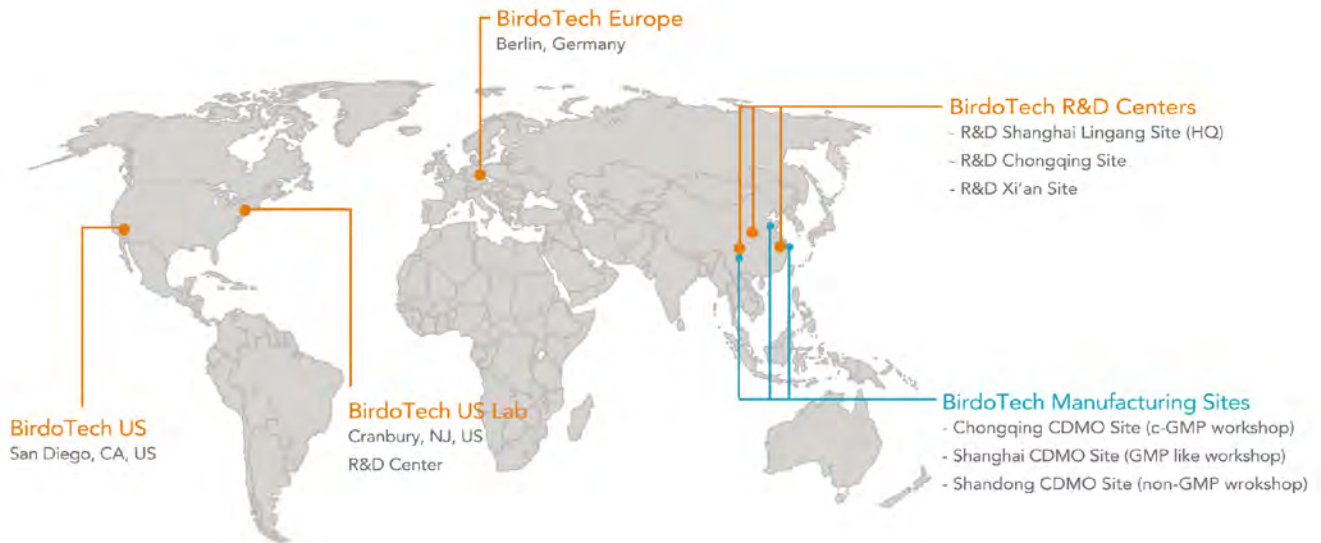 BirdoTech Europe
Berlin, Germany
BirdoTech R&D Centers
- R&D Shanghai Lingang Site (HQ)
- R&D Chongqing Site
- R&D Xi'an Site
BirdoTech US
San Diego, CA, US
BirdoTech US Lab
Cranbury, NJ, US
R&D Center
BirdoTech Manufacturing Sites
- Chongqing CDMO Site (c-GMP workshop)
- Shanghai CDMO Site (GMP like workshop)
- Shandong CDMO Site (non-GMP wrokshop)